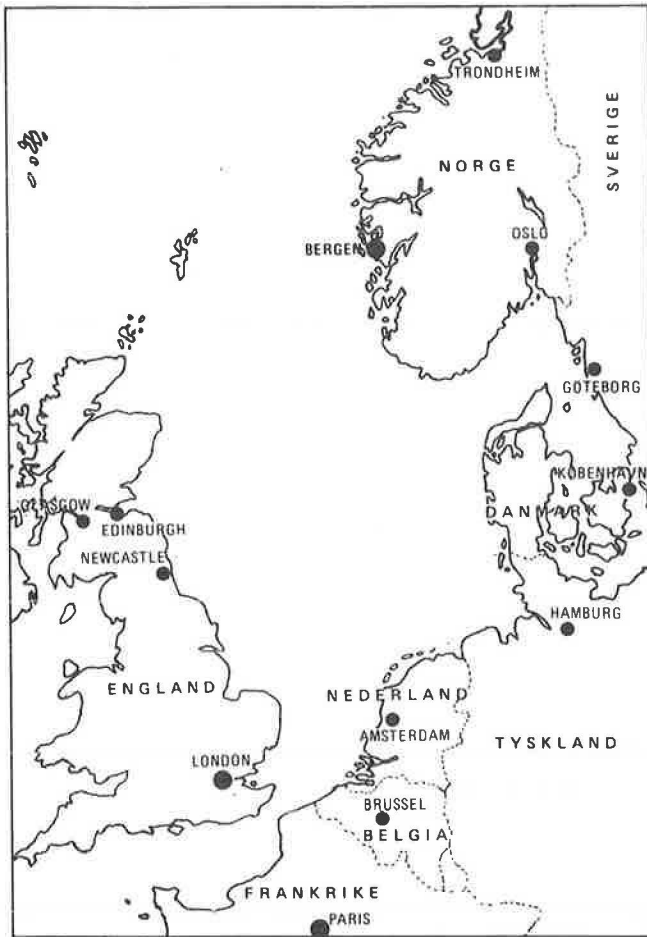 TRONDHEIM
SVERIGE
NORGE
BERGEN
OSLO
GÖTEBORG
KØBENHAVN
DANMARK
GLASGOW
EDINBURGH
NEWCASTLE
HAMBURG
ENGLAND
NEDERLAND
AMSTERDAM
TYSKLAND
LONDON
BRUSSEL
BELGIA
FRANKRIKE
PARIS